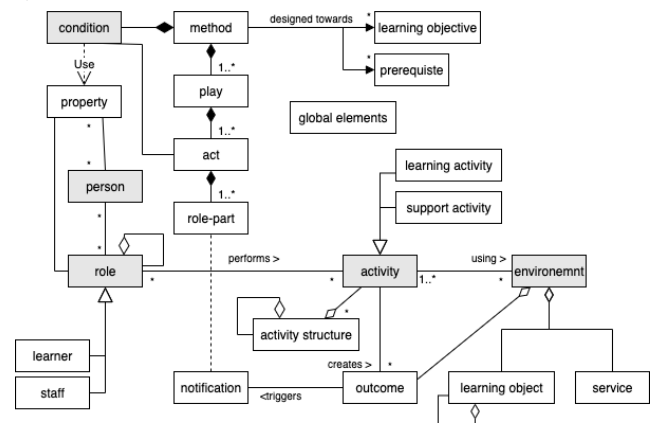 condition
method
designed towards
*
learning objective
Use
1..*
*
prerequiste
property
play
*
1..*
global elements
act
learning activity
*
person
1..*
support activity
*
role-part
*
role
performes >
activity
using >
environemnt
*
*
1..*
*
activity structure
*
learner
creates >
*
staff
notification
outcome
learning object
service
<triggers